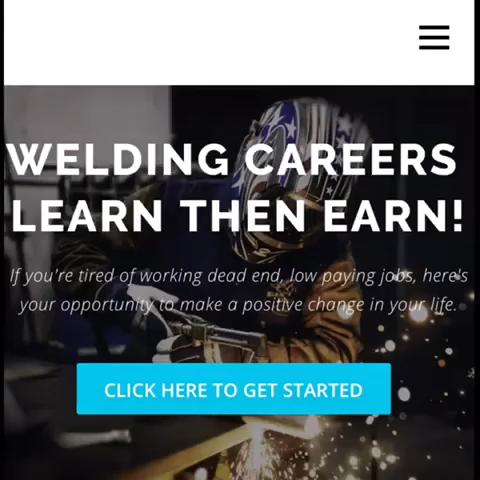 WELDING CAREERS
LEARN THEN EARN!
If you're tired of working dead end, low paying jobs, here's
your opportunity to make a positive change in your life.
CLICK HERE TO GET STARTED